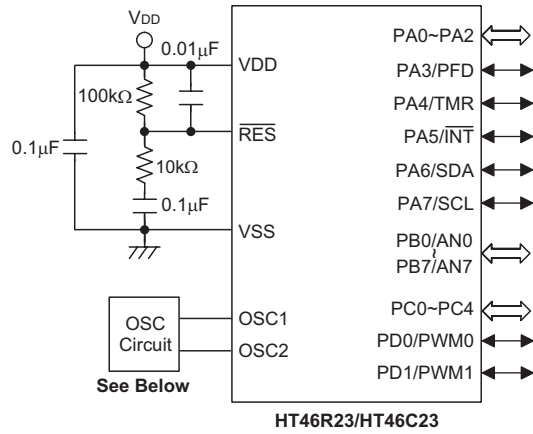 VDD
0.01μF
VDD
100kΩ
RES
0.1μF
10kΩ
0.1μF
VSS
OSC
Circuit
OSC1
OSC2
See Below
PA0~PA2
PA3/PFD
PA4/TMR
PA5/INT
PA6/SDA
PA7/SCL
PB0/AN0
~
PB7/AN7
PC0~PC4
PD0/PWM0
PD1/PWM1
HT46R23/HT46C23